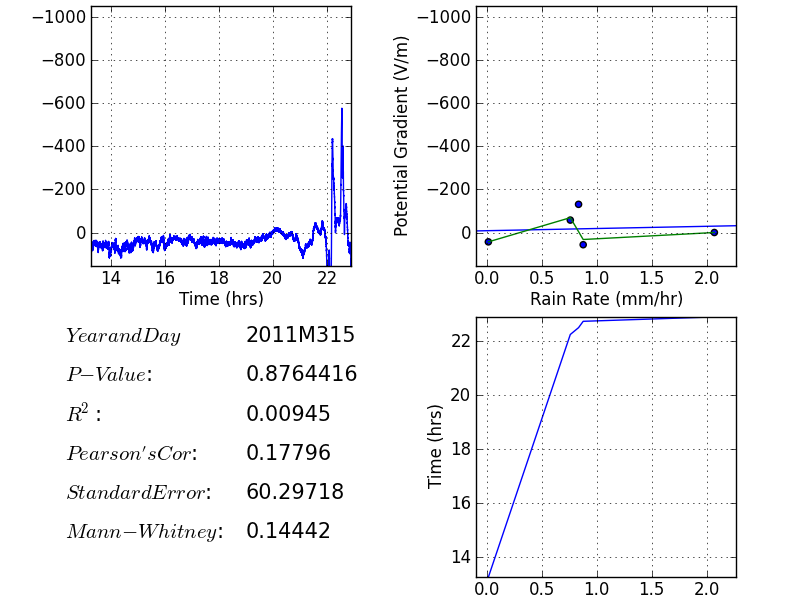 −1000
−800
−600
−400
−200
0
14 16 18 20 22
Time (hrs)
Potential Gradient (V/m)
−1000
−800
−600
−400
−200
0
0.0 0.5 1.0 1.5 2.0
Rain Rate (mm/hr)
YearandDay 2011M315
P−Value: 0.8764416
R²: 0.00945
Pearson'sCor: 0.17796
StandardError: 60.29718
Mann−Whitney: 0.14442
Time (hrs)
22
20
18
16
14
0.0 0.5 1.0 1.5 2.0